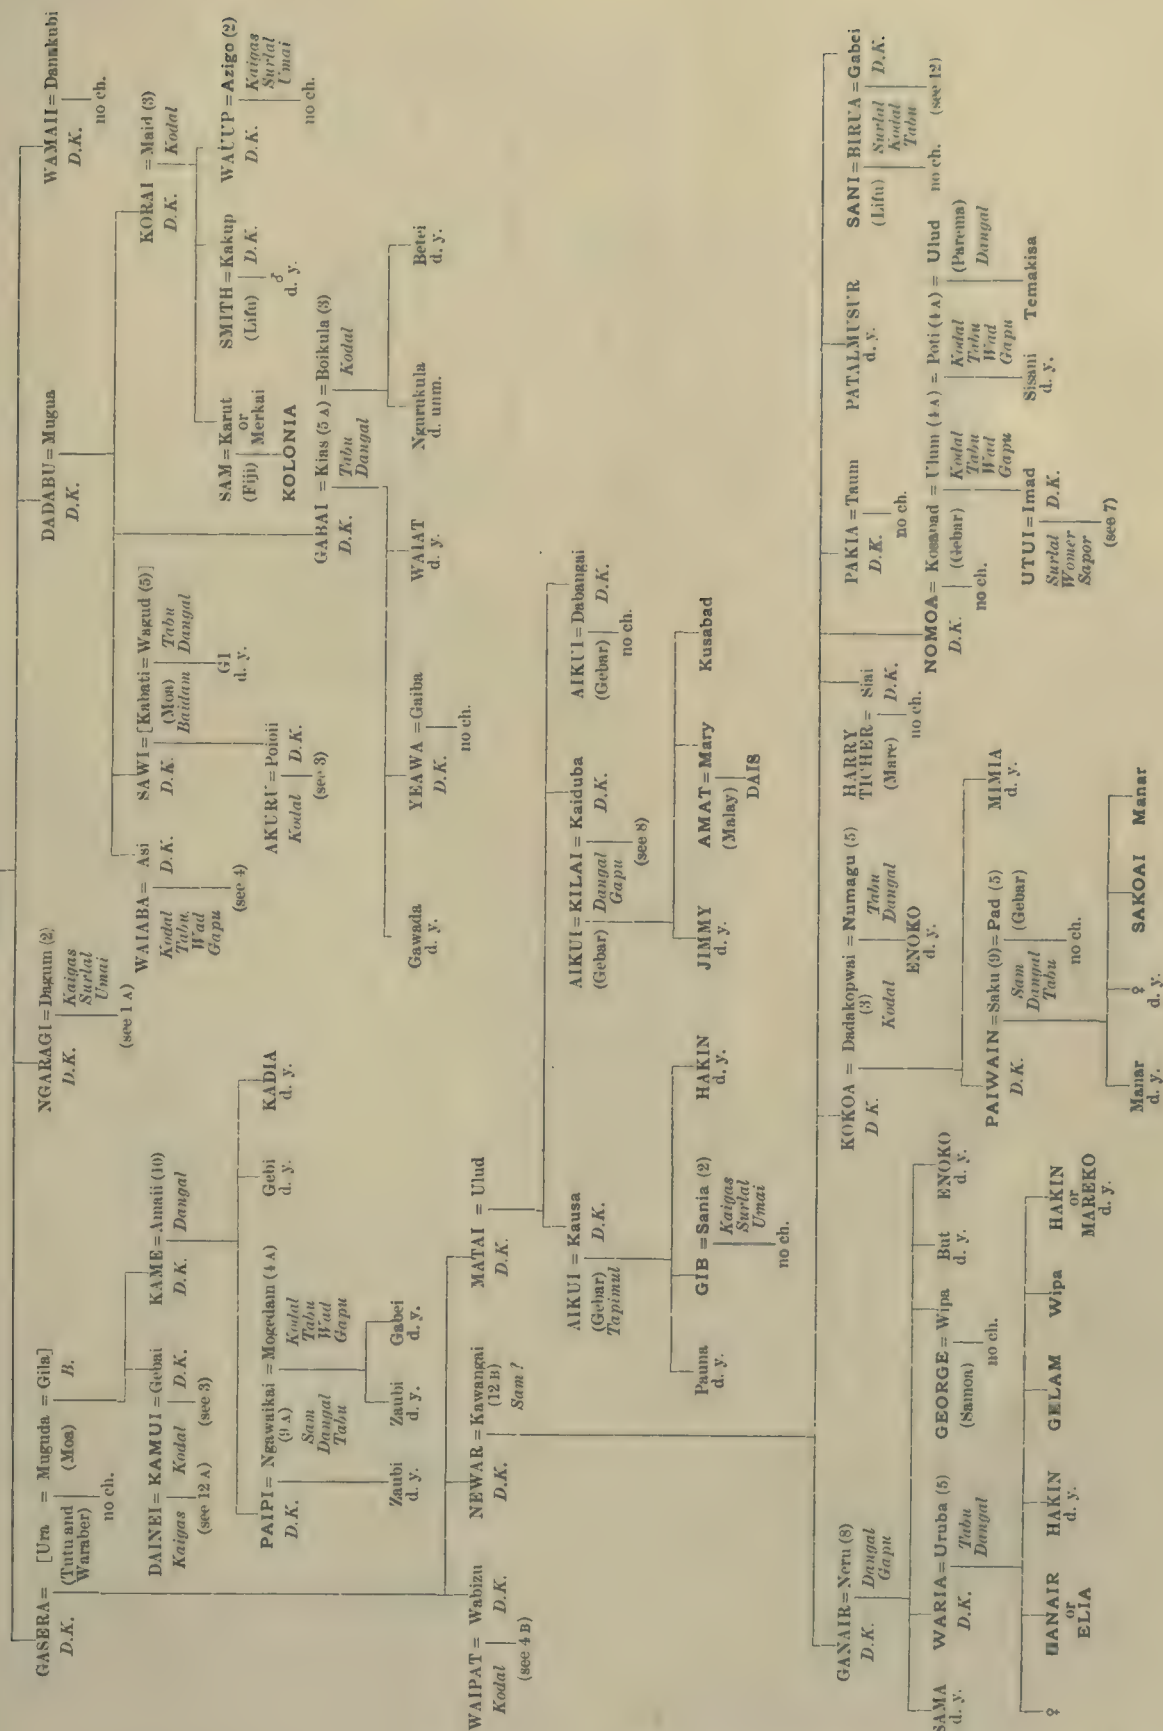 GASERA = [Ura = Muguda = Gila]
D.K. (Tutu and Waraber) (Moa) B.
no ch.
NGARAGI = Dagum (2)
D.K. Kaigas
Surlal
Umai
(see 1 A)
DADABU = Mugua
D.K.
WAMAII = Danakubi
D.K.
no ch.
DAINEI = KAMUI = Gebai
Kaigas Kodal D.K.
(see 12 A) (see 3)
KAME = Amaii (10)
D.K. Dangal
WAIABA = Asi
Kodal D.K.
Tabu
Wad
Gapu
(see 4)
SAWI = [Kabati = Wagud (5)]
D.K. (Moa) Tabu
Baidam Dangal
GI
d. y.
KORAI = Maid (3)
D.K. Kodal
AKURU = Poioii
Kodal D.K.
(see 3)
SAM = Karut
(Fiji) or
Merkai
KOLONIA
SMITH = Kakup
(Lifu) D.K.
♂
d. y.
WAUUP = Azigo (2)
D.K. Kaigas
Surlal
Umai
no ch.
PAIPI = Ngawaikai = Mogedam (4 A)
D.K. (9 A) Kodal
Sam Tabu
Dangal Wad
Tabu Gapu
Gebi
d. y.
KADIA
d. y.
GABAI = Kias (5 A) = Boikula (3)
D.K. Tabu Kodal
Dangal
Zaubi
d. y.
Zaubi
d. y.
Gabei
d. y.
Gawada
d. y.
YEAWA = Gaiba
D.K.
no ch.
WAIAT
d. y.
Ngurukula
d. unm.
Betei
d. y.
WAIPAT = Wabizu
Kodal D.K.
(see 4 B)
NEWAR = Kawangai
D.K. (12 B)
Sam ?
MATAI = Ulud
D.K.
AIKUI = Kausa
(Gebar) D.K.
Tapimul
AIKUI = KILAI = Kaiduba
(Gebar) Dangal D.K.
Gapu
(see 8)
AIKUI = Dabangai
(Gebar) D.K.
no ch.
Pauna
d. y.
GIB = Sania (2)
Kaigas
Surlal
Umai
no ch.
HAKIN
d. y.
JIMMY
d. y.
AMAT = Mary
(Malay)
DAIS
Kusabad
GANAIR = Neru (8)
D.K. Dangal
Gapu
KOKOA = Dadakopwai = Numagu (5)
D K. (3) Tabu
Kodal Dangal
ENOKO
d. y.
HARRY
TICHER = Siai
(Mare) D.K.
no ch.
PAKIA = Taum
D.K.
no ch.
PATALMUSUR
d. y.
SANI = BIRUA = Gabei
(Lifu) Surlal D.K.
Kodal
Tabu
no ch. (see 12)
NOMOA = Kosapad = Ulum (4 A) = Poti (4 A) = Ulud
D.K. (Gebar) Kodal Kodal (Parema)
Tabu Tabu Dangal
Wad Wad
Gapu Gapu
no ch.
SAMA
d. y.
WARIA = Uruba (5)
D.K. Tabu
Dangal
GEORGE = Wipa
(Samoa)
no ch.
But
d. y.
ENOKO
d. y.
PAIWAIN = Saku (9) = Pad (5)
D.K. Sam (Gebar)
Dangal
Tabu
no ch.
MIMIA
d. y.
UTUI = Imad
Surlal D.K.
Womer
Sapor
(see 7)
Sisani
d. y.
Temakisa
♀
GANAIR
or
ELIA
HAKIN
d. y.
GELAM
Wipa
HAKIN
or
MAREKO
d. y.
Manar
d. y.
♀
d. y.
SAKOAI
Manar